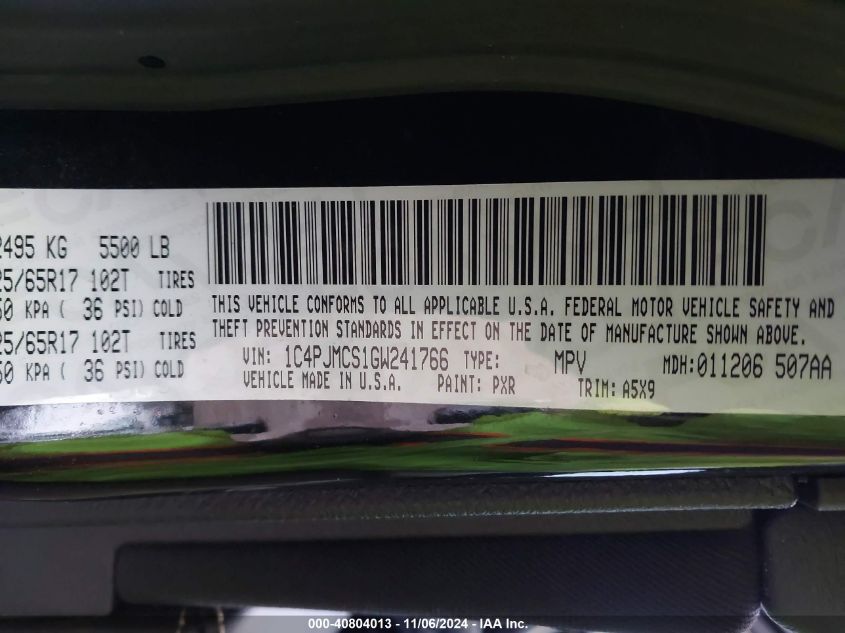 2495 KG 5500 LB
25/65R17 102T TIRES
50 KPA ( 36 PSI) COLD
25/65R17 102T TIRES
50 KPA ( 36 PSI) COLD
THIS VEHICLE CONFORMS TO ALL APPLICABLE U.S.A. FEDERAL MOTOR VEHICLE SAFETY AND
THEFT PREVENTION STANDARDS IN EFFECT ON THE DATE OF MANUFACTURE SHOWN ABOVE.
VIN: 1C4PJMCS1GW241766 TYPE: MPV MDH: 011206 507AA
VEHICLE MADE IN U.S.A. PAINT: PXR TRIM: A5X9
000-40804013 - 11/06/2024 - IAA Inc.